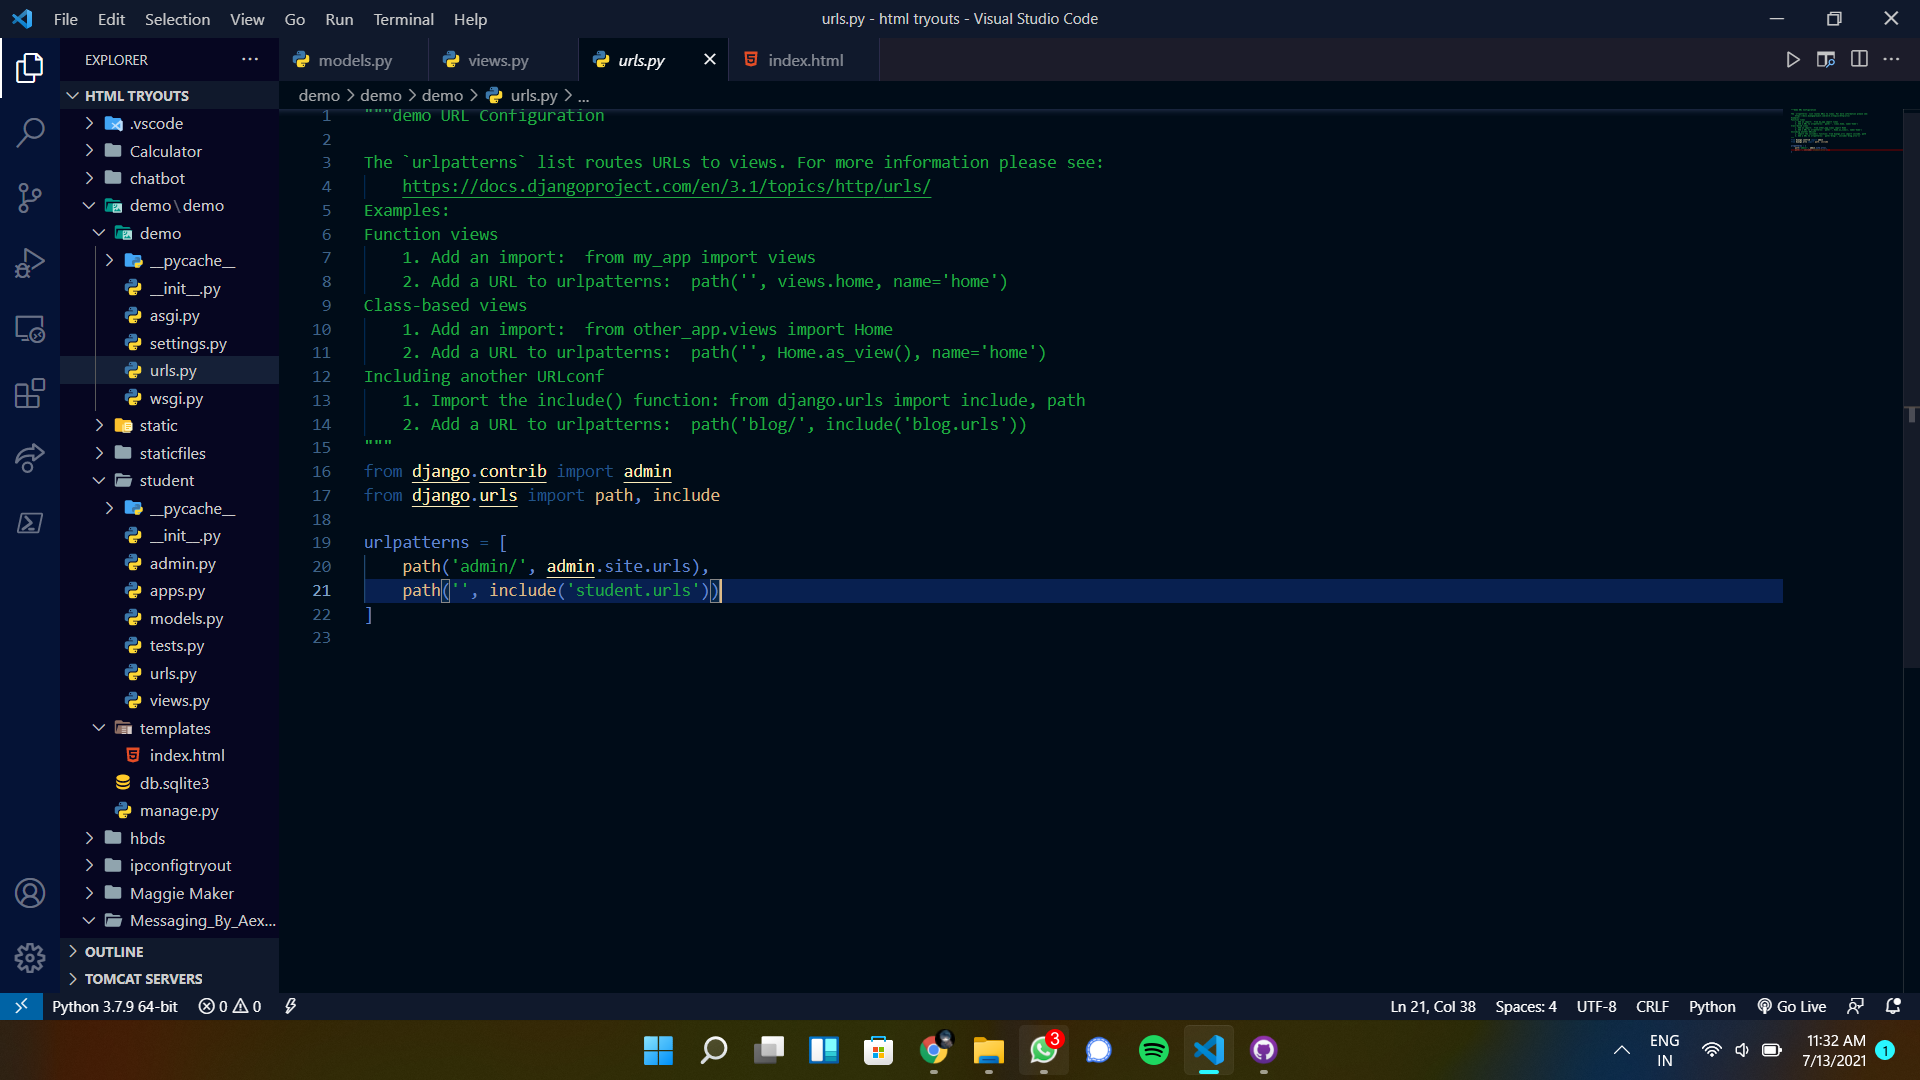 File Edit Selection View Go Run Terminal Help
urls.py - html tryouts - Visual Studio Code
EXPLORER
models.py
views.py
urls.py
index.html
HTML TRYOUTS
demo > demo > demo > urls.py > ...
.vscode
Calculator
chatbot
demo \ demo
demo
__pycache__
__init__.py
asgi.py
settings.py
urls.py
wsgi.py
static
staticfiles
student
__pycache__
__init__.py
admin.py
apps.py
models.py
tests.py
urls.py
views.py
templates
index.html
db.sqlite3
manage.py
hbds
ipconfigtryout
Maggie Maker
Messaging_By_Aex...
OUTLINE
TOMCAT SERVERS
1 """demo URL Configuration
2
3 The `urlpatterns` list routes URLs to views. For more information please see:
4     https://docs.djangoproject.com/en/3.1/topics/http/urls/
5 Examples:
6 Function views
7     1. Add an import:  from my_app import views
8     2. Add a URL to urlpatterns:  path('', views.home, name='home')
9 Class-based views
10     1. Add an import:  from other_app.views import Home
11     2. Add a URL to urlpatterns:  path('', Home.as_view(), name='home')
12 Including another URLconf
13     1. Import the include() function: from django.urls import include, path
14     2. Add a URL to urlpatterns:  path('blog/', include('blog.urls'))
15 """
16 from django.contrib import admin
17 from django.urls import path, include
18
19 urlpatterns = [
20     path('admin/', admin.site.urls),
21     path('', include('student.urls'))
22 ]
23
Python 3.7.9 64-bit 0 0
Ln 21, Col 38 Spaces: 4 UTF-8 CRLF Python Go Live
3
ENG
IN
11:32 AM
7/13/2021
1